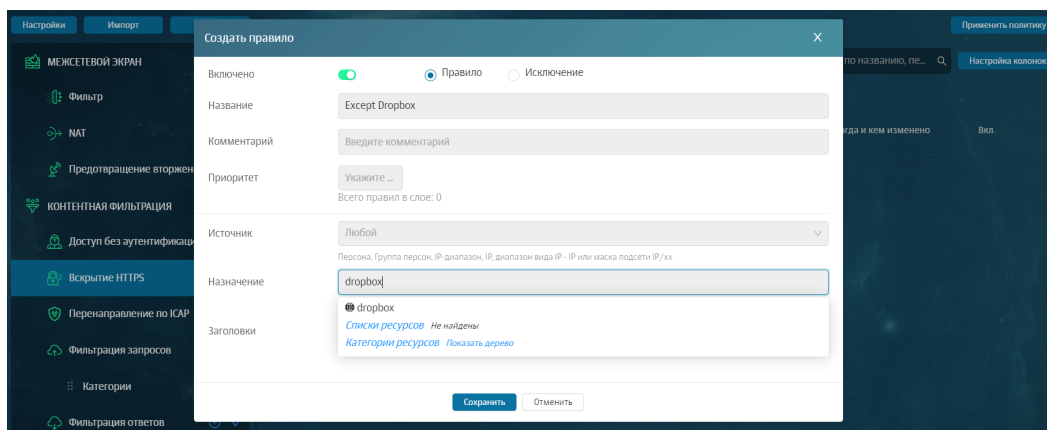 Настройки
Импорт
Применить политику
МЕЖСЕТЕВОЙ ЭКРАН
Фильтр
NAT
Предотвращение вторжен
КОНТЕНТНАЯ ФИЛЬТРАЦИЯ
Доступ без аутентификаци
Вскрытие HTTPS
Перенаправление по ICAP
Фильтрация запросов
Категории
Фильтрация ответов
по названию, пе...
Настройка колонок
огда и кем изменено
Вкл.
Создать правило
Включено
Правило
Исключение
Название
Except Dropbox
Комментарий
Введите комментарий
Приоритет
Укажите ...
Всего правил в слое: 0
Источник
Любой
Персона, Группа персон, IP-диапазон, IP, диапазон вида IP - IP или маска подсети IP/xx
Назначение
dropbox
dropbox
Списки ресурсов Не найдены
Категории ресурсов Показать дерево
Заголовки
Сохранить
Отменить